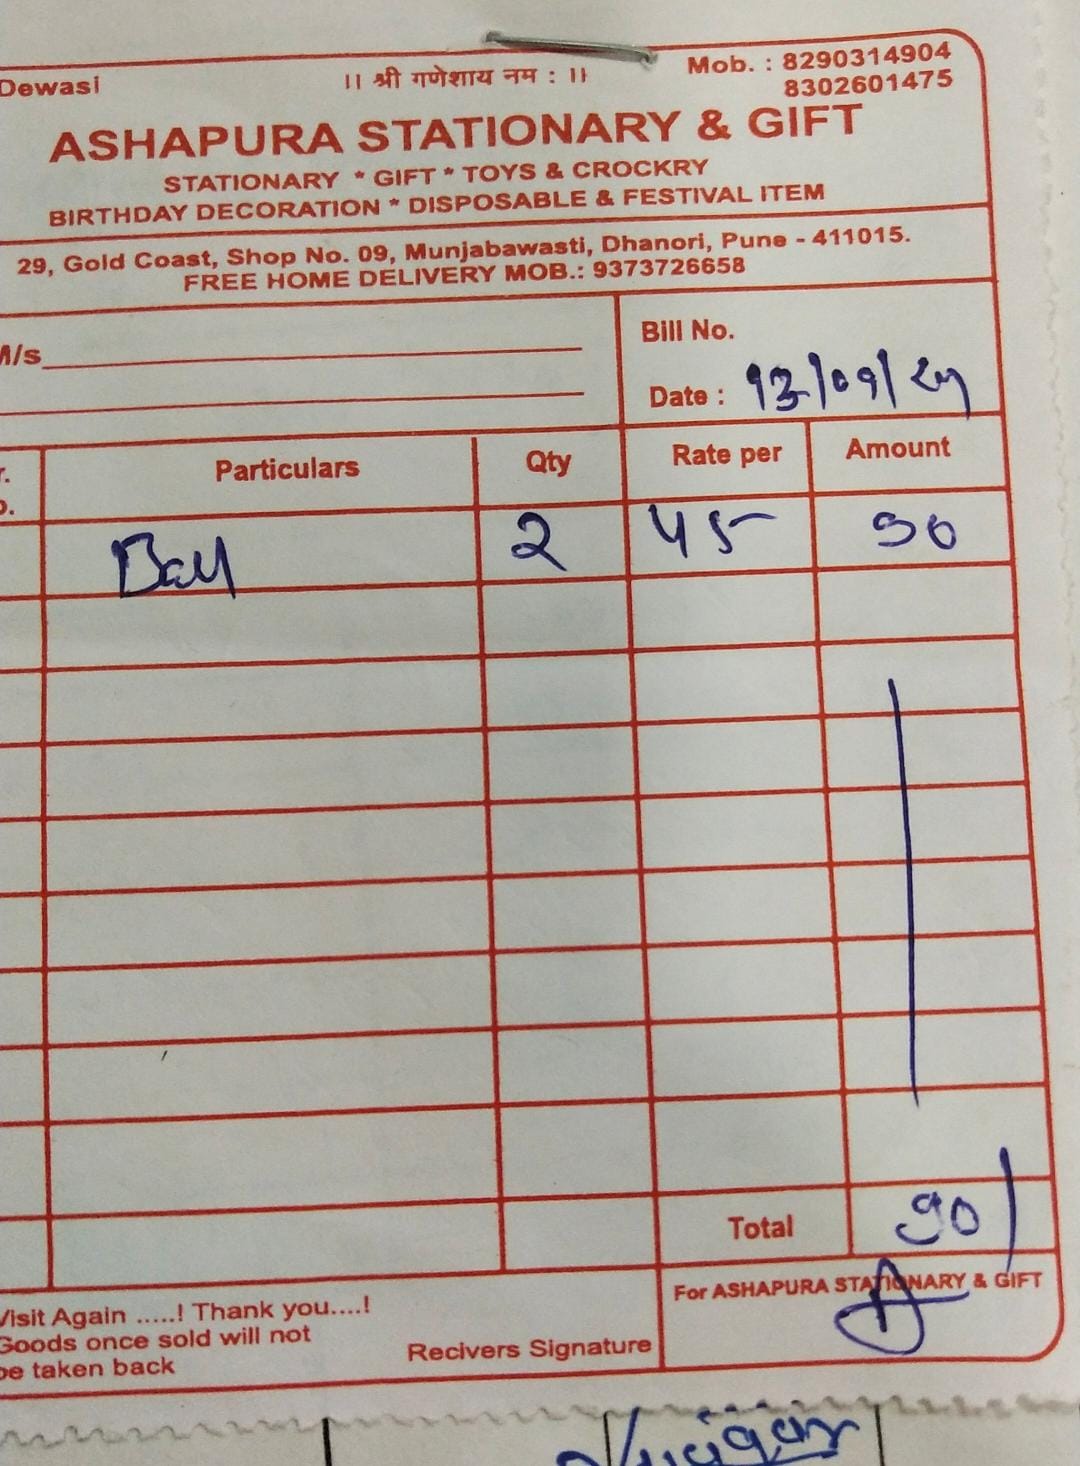 Dewasi
।। श्री गणेशाय नम : ।।
Mob. : 8290314904
8302601475
ASHAPURA STATIONARY & GIFT
STATIONARY * GIFT * TOYS & CROCKRY
BIRTHDAY DECORATION * DISPOSABLE & FESTIVAL ITEM
29, Gold Coast, Shop No. 09, Munjabawasti, Dhanori, Pune - 411015.
FREE HOME DELIVERY MOB.: 9373726658
M/s
Bill No.
Date : 13/09/24
Particulars Qty Rate per Amount
Ball 2 45 90
Total 90/
For ASHAPURA STATIONARY & GIFT
Visit Again .....! Thank you....!
Goods once sold will not
be taken back
Recivers Signature